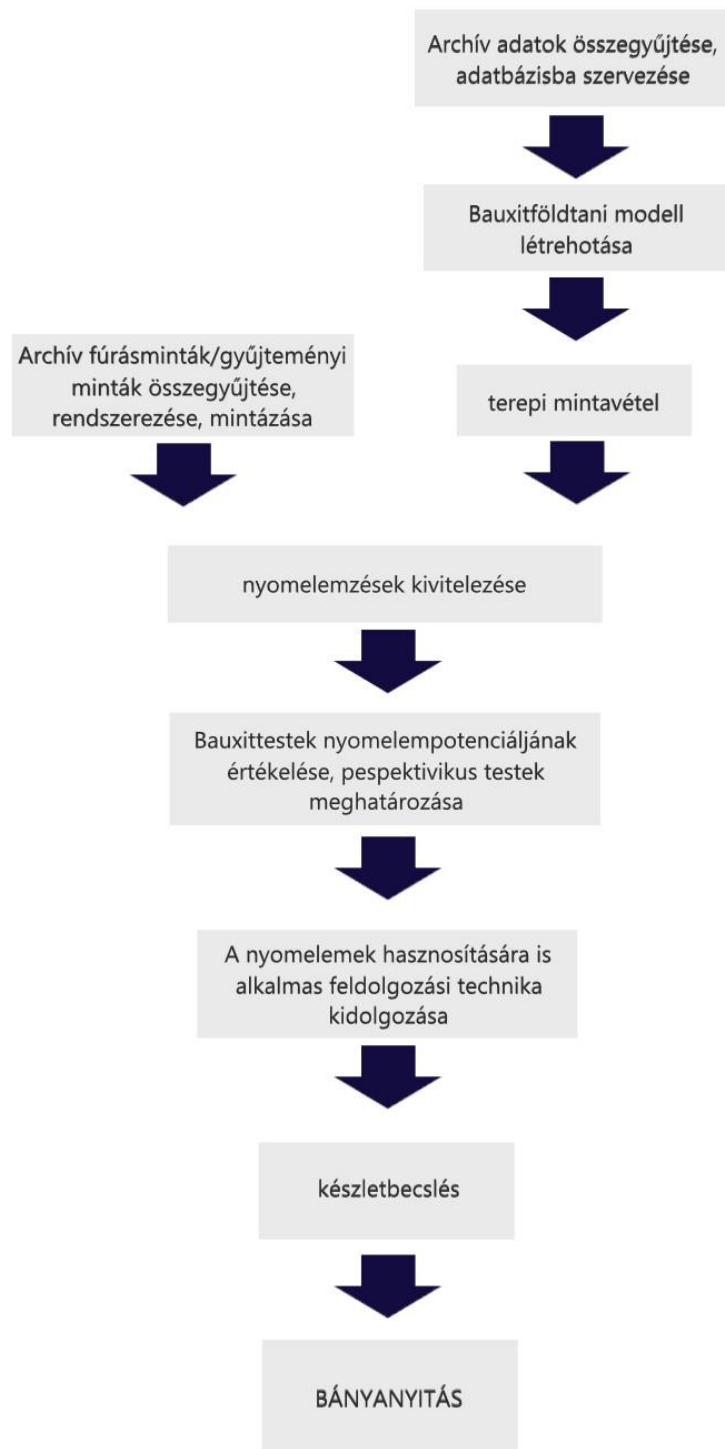 Archív adatok összegyűjtése,
adatbázisba szervezése
Bauxitföldtani modell
létrehotása
Archív fúrásminták/gyűjteményi
minták összegyűjtése,
rendszerezése, mintázása
terepi mintavétel
nyomelemzések kivitelezése
Bauxittestek nyomelempotenciáljának
értékelése, pespektivikus testek
meghatározása
A nyomelemek hasznosítására is
alkalmas feldolgozási technika
kidolgozása
készletbecslés
BÁNYANYITÁS